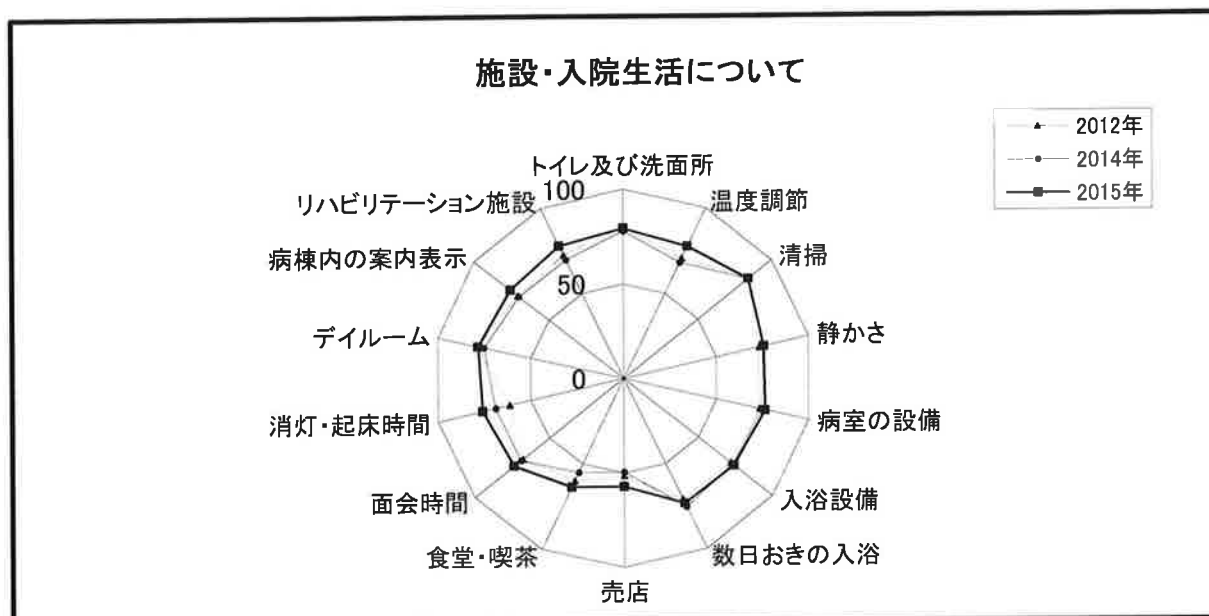 施設・入院生活について
2012年
2014年
2015年
トイレ及び洗面所
温度調節
清掃
静かさ
病室の設備
入浴設備
数日おきの入浴
売店
食堂・喫茶
面会時間
消灯・起床時間
デイルーム
病棟内の案内表示
リハビリテーション施設
100
50
0